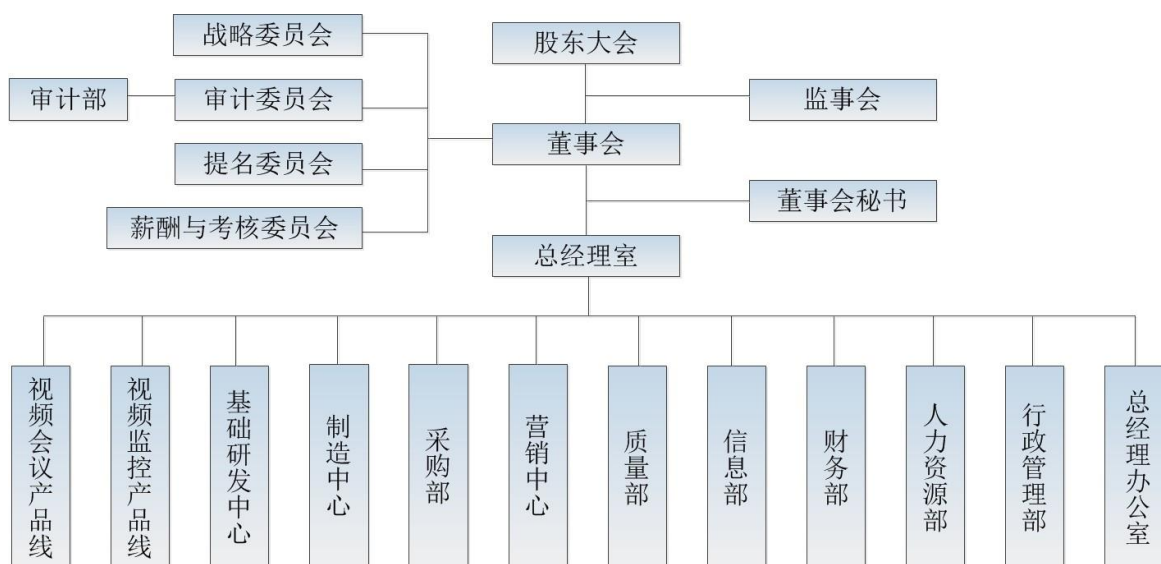 战略委员会
股东大会
审计部
审计委员会
监事会
董事会
提名委员会
董事会秘书
薪酬与考核委员会
总经理室
视频会议产品线
视频监控产品线
基础研发中心
制造中心
采购部
营销中心
质量部
信息部
财务部
人力资源部
行政管理部
总经理办公室